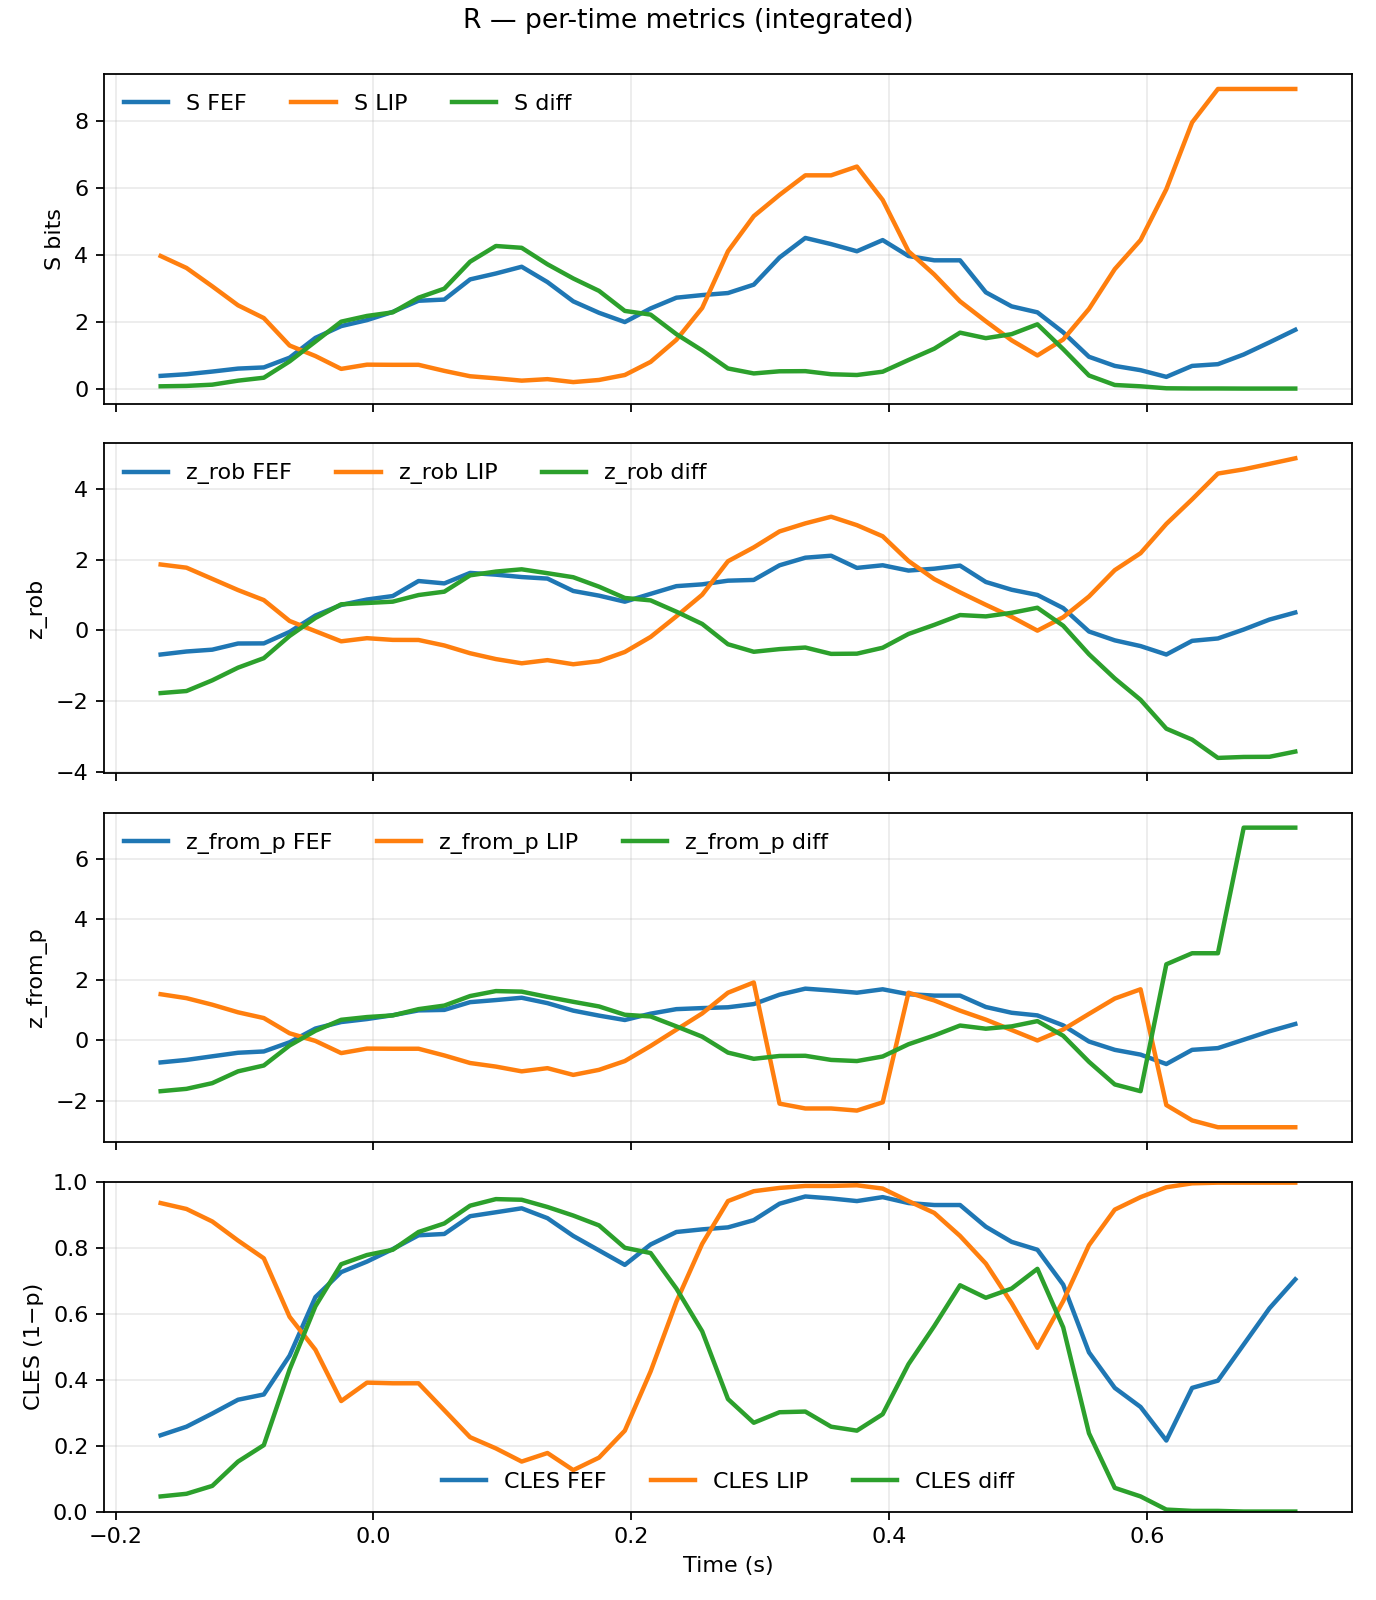 R — per-time metrics (integrated)
S FEF S LIP S diff
8
6
4
2
0
S bits
z_rob FEF z_rob LIP z_rob diff
4
2
0
−2
−4
z_rob
z_from_p FEF z_from_p LIP z_from_p diff
6
4
2
0
−2
z_from_p
1.0
0.8
0.6
0.4
0.2
0.0
CLES (1−p)
CLES FEF CLES LIP CLES diff
−0.2 0.0 0.2 0.4 0.6
Time (s)